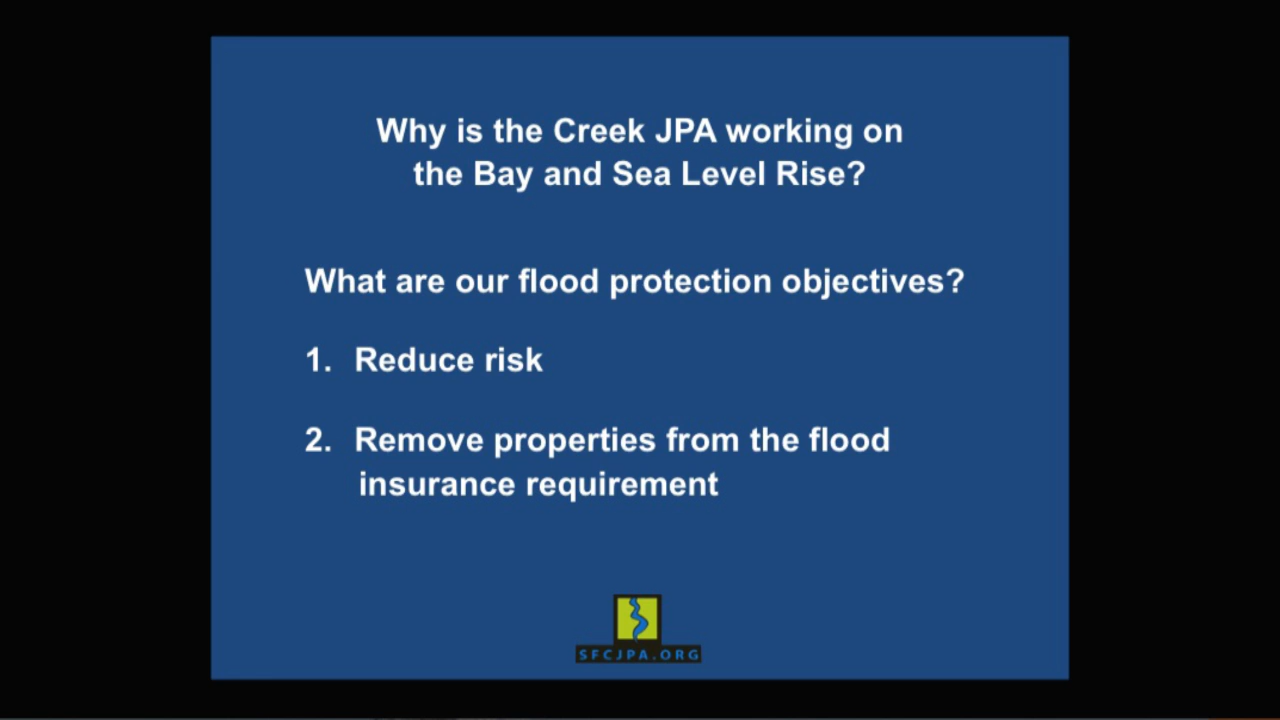 Why is the Creek JPA working on
the Bay and Sea Level Rise?
What are our flood protection objectives?
1. Reduce risk
2. Remove properties from the flood
insurance requirement
SFCJPA.ORG